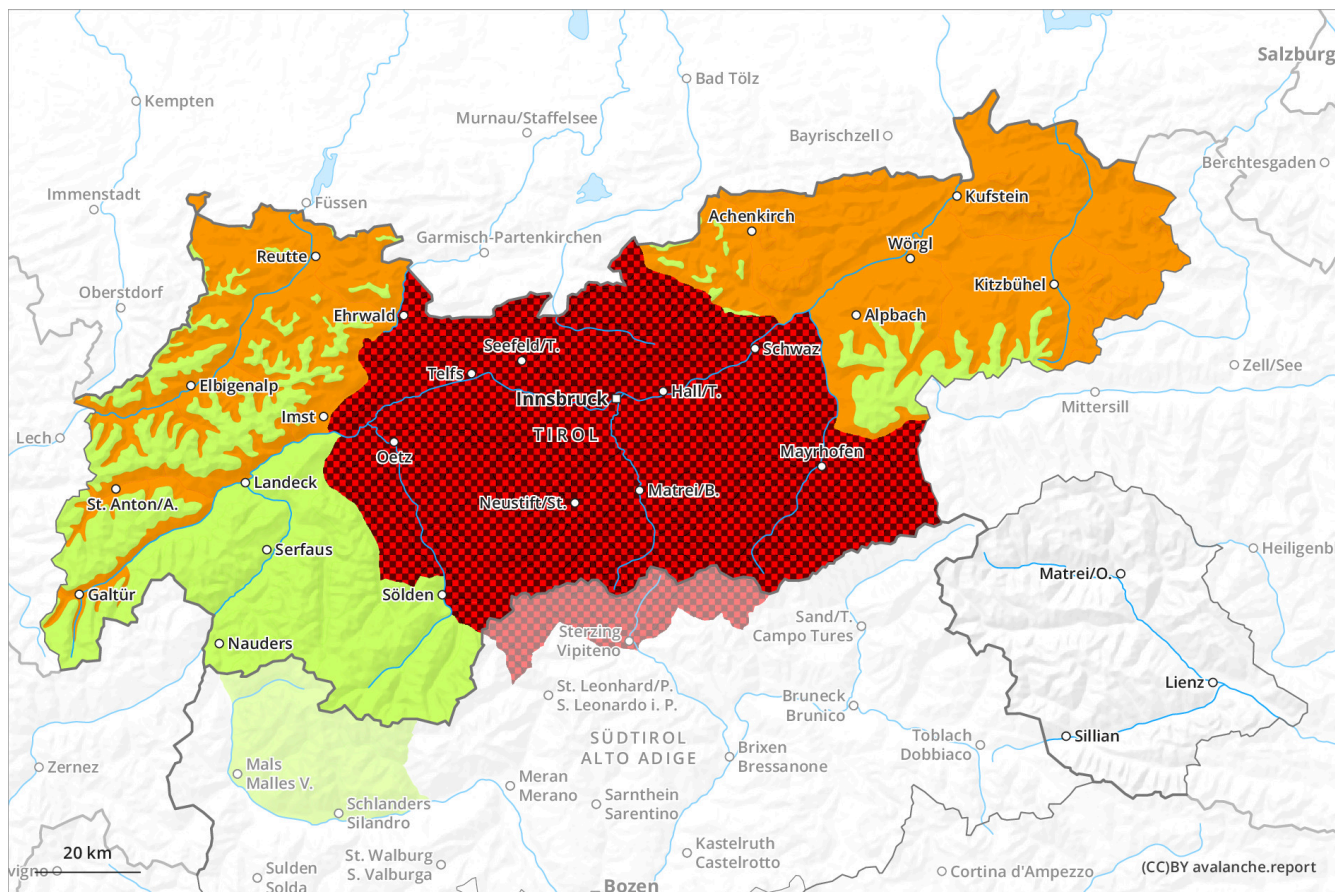 Salzburg
Bad Tölz
Kempten
Murnau/Staffelsee
Bayrischzell
Berchtesgaden
Immenstadt
Füssen
Kufstein
Achenkirch
Garmisch-Partenkirchen
Wörgl
Reutte
Kitzbühel
Oberstdorf
Ehrwald
Alpbach
Seefeld/T.
Schwaz
Zell/See
Telfs
Elbigenalp
Hall/T.
Innsbruck
Mittersill
Imst
Lech
TIROL
Oetz
Mayrhofen
Landeck
Matrei/B.
St. Anton/A.
Neustift/St.
Serfaus
Heiligenb
Matrei/O.
Galtür
Sölden
Sand/T.
Campo Tures
Sterzing
Vipiteno
Nauders
Lienz
St. Leonhard/P.
S. Leonardo i. P.
Bruneck
Brunico
Sillian
Toblach
Dobbiaco
SÜDTIROL
ALTO ADIGE
Brixen
Bressanone
Zernez
Mals
Malles V.
Meran
Merano
Sarnthein
Sarentino
Schlanders
Silandro
Kastelruth
Castelrotto
20 km
St. Walburg
S. Valburga
vigno
Sulden
Solda
Cortina d'Ampezzo
(CC)BY avalanche.report
Bozen